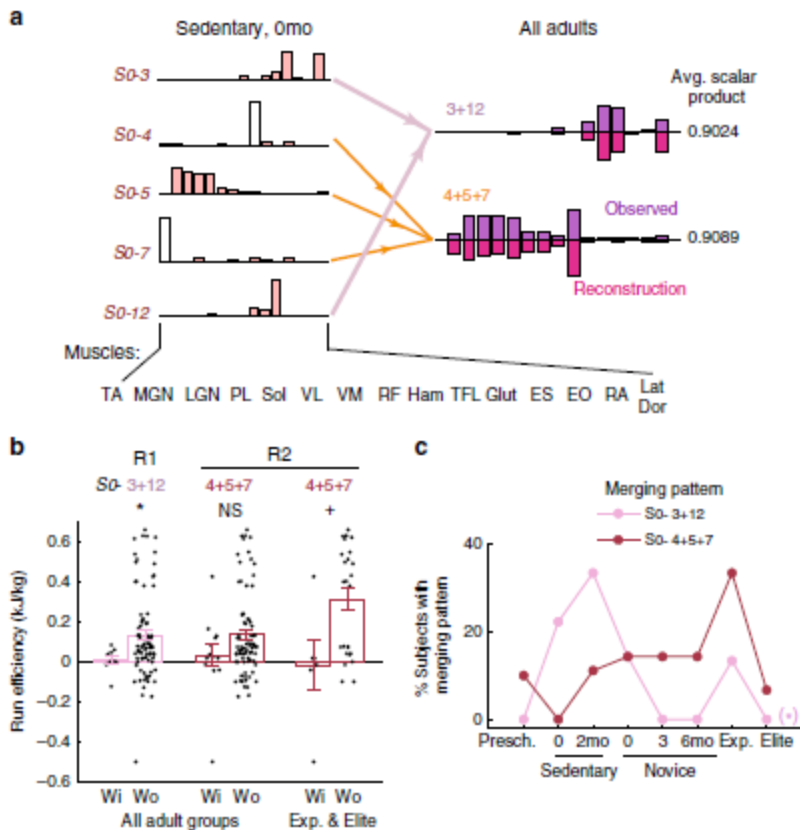 a
Sedentary, 0mo
All adults
Avg. scalar
product
S0-3
S0-4
S0-5
S0-7
S0-12
3+12
0.9024
4+5+7
Observed
0.9089
Reconstruction
Muscles:
TA MGN LGN PL Sol VL VM RF Ham TFL Glut ES EO RA Lat
Dor
b
R1 R2
S0- 3+12 4+5+7 4+5+7
* NS +
Run efficiency (kJ/kg)
0.6
0.4
0.2
0
−0.2
−0.4
−0.6
Wi Wo Wi Wo Wi Wo
All adult groups Exp. & Elite
c
Merging pattern
S0- 3+12
S0- 4+5+7
% Subjects with
merging pattern
40
20
0
(*)
Presch. 0 2mo 0 3 6mo Exp. Elite
Sedentary Novice